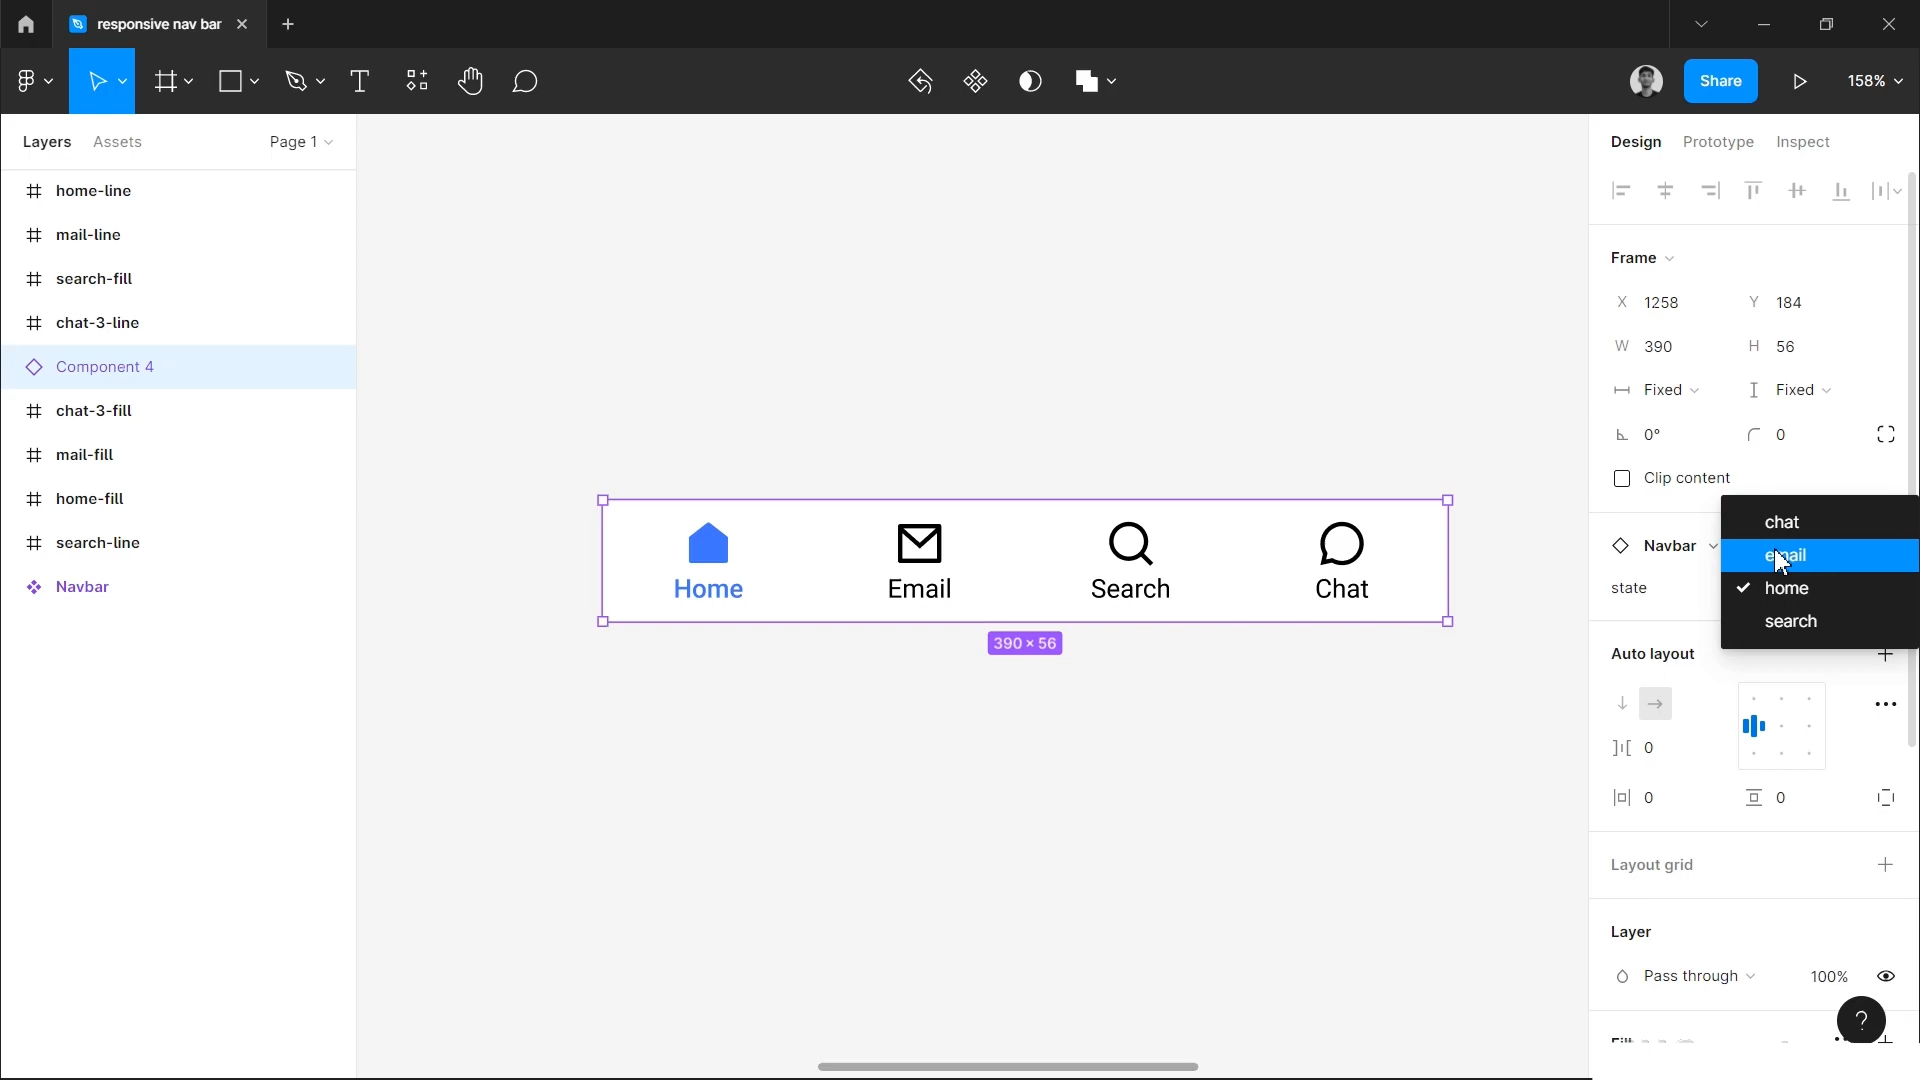 responsive nav bar
Share
158%
Layers Assets Page 1
home-line
mail-line
search-fill
chat-3-line
Component 4
chat-3-fill
mail-fill
home-fill
search-line
Navbar
Home Email Search Chat
390 × 56
Design Prototype Inspect
Frame
X 1258 Y 184
W 390 H 56
Fixed Fixed
0° 0
Clip content
Navbar
state
chat
email
home
search
Auto layout
0
0 0
Layout grid
Layer
Pass through 100%
Fill
?